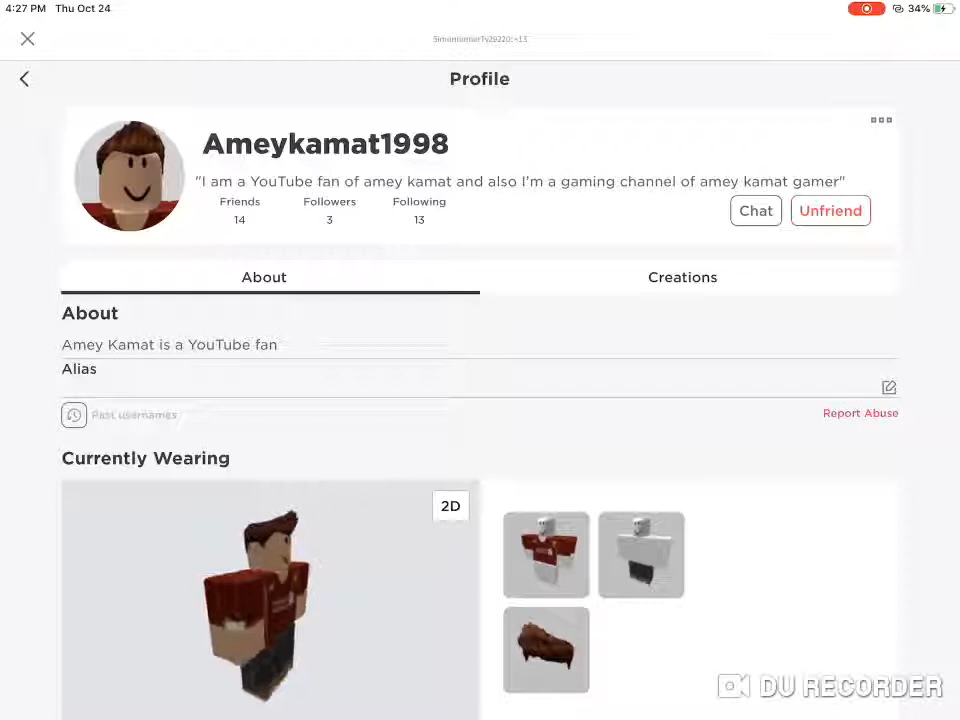 4:27 PM Thu Oct 24
34%
Profile
Ameykamat1998
"I am a YouTube fan of amey kamat and also I'm a gaming channel of amey kamat gamer"
Friends Followers Following
14 3 13
Chat Unfriend
About Creations
About
Amey Kamat is a YouTube fan
Alias
Past usernames
Report Abuse
Currently Wearing
2D
DU RECORDER